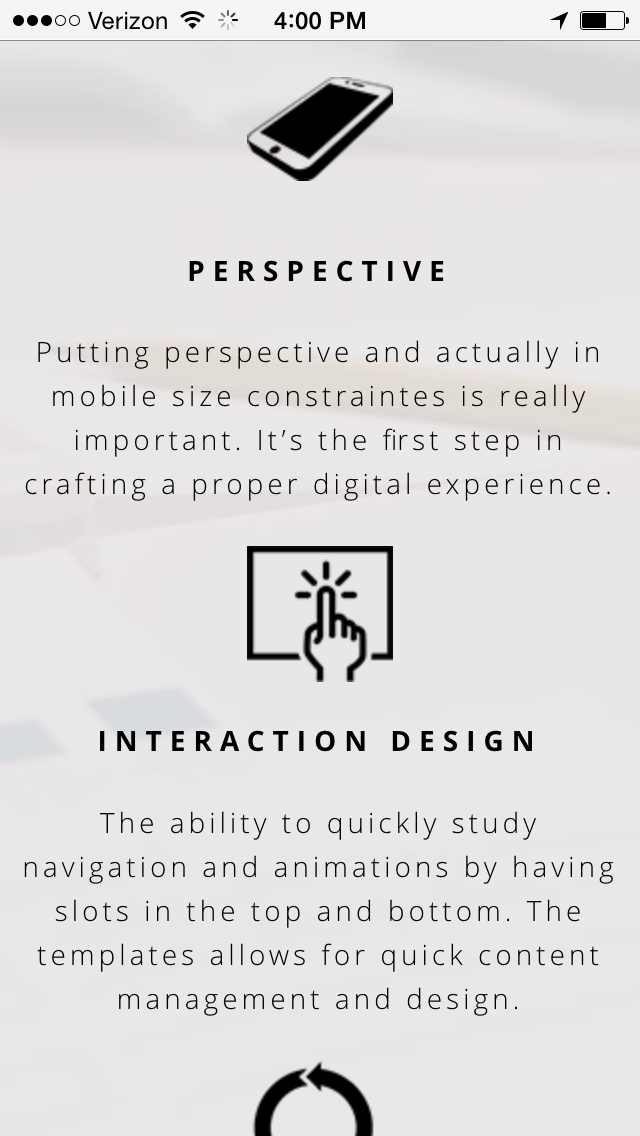 Verizon 4:00 PM
PERSPECTIVE
Putting perspective and actually in
mobile size constraintes is really
important. It’s the first step in
crafting a proper digital experience.
INTERACTION DESIGN
The ability to quickly study
navigation and animations by having
slots in the top and bottom. The
templates allows for quick content
management and design.